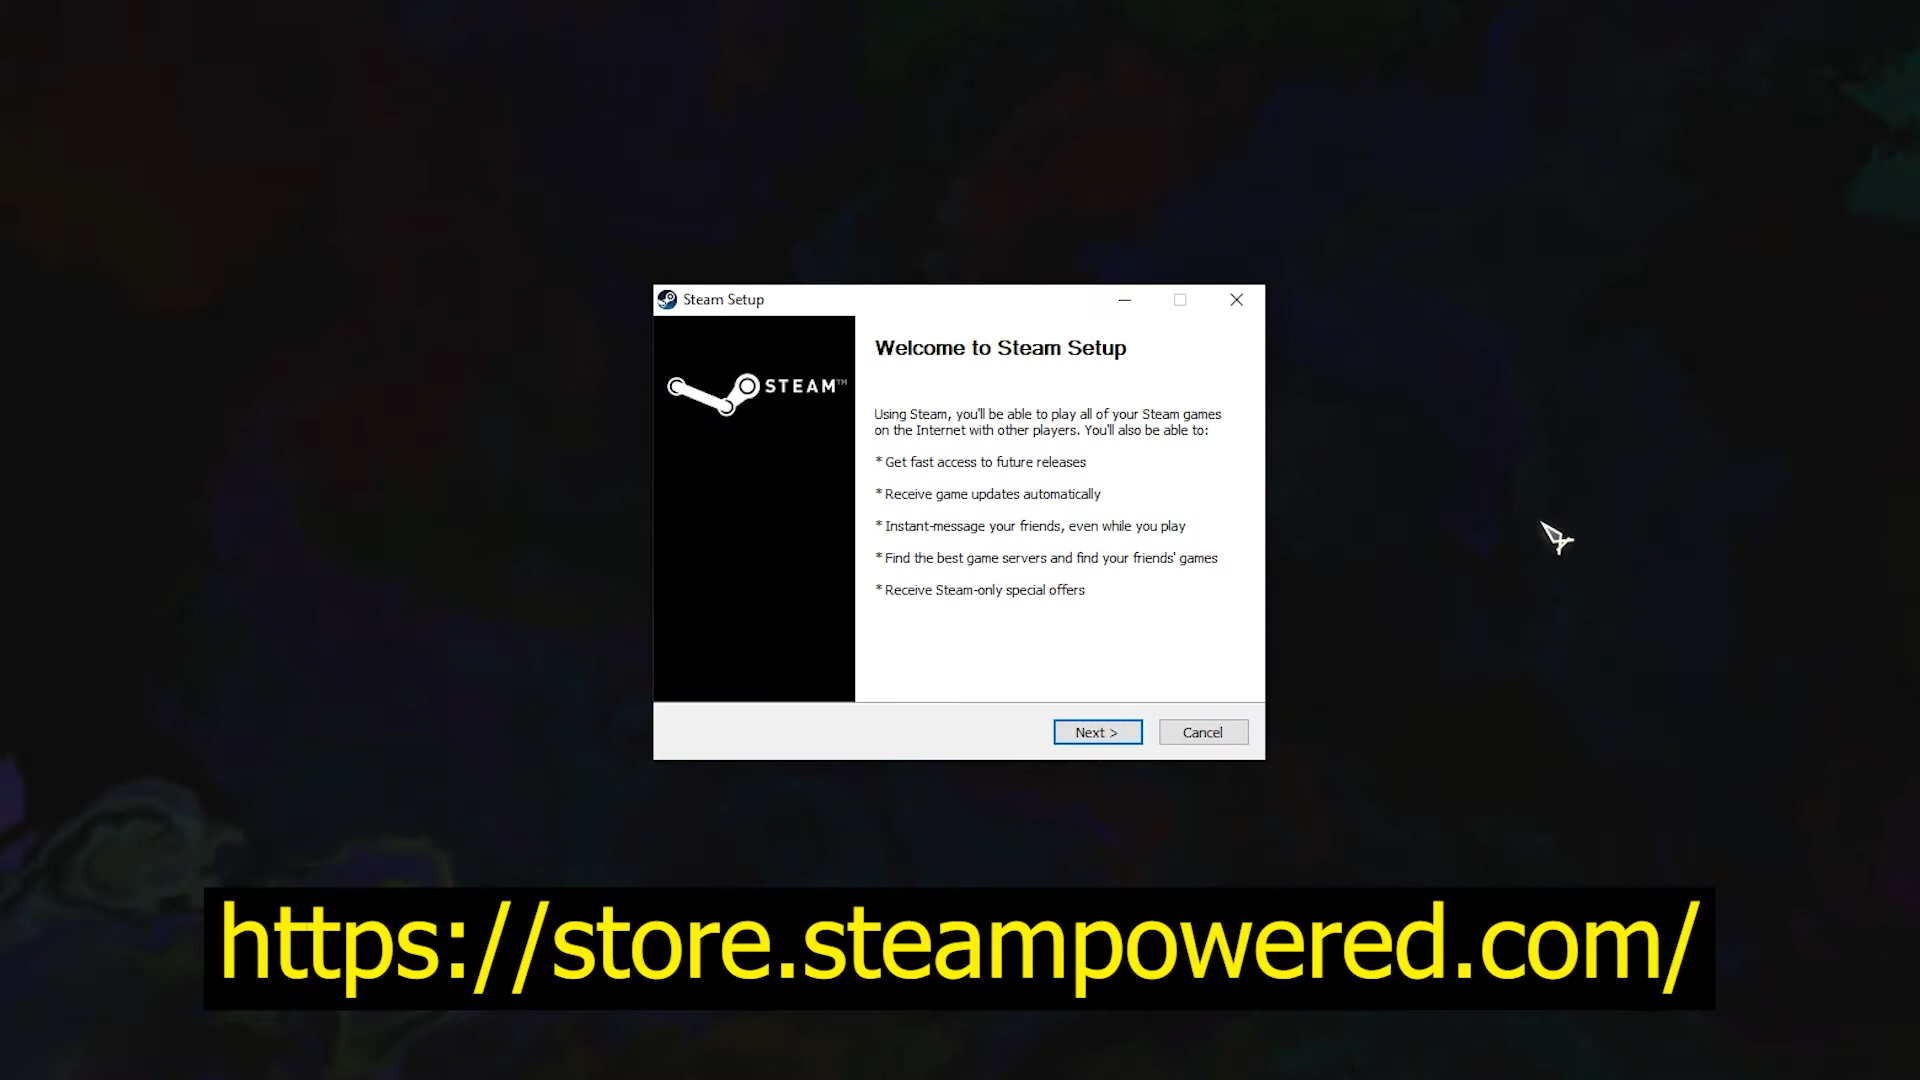 Steam Setup
Welcome to Steam Setup
STEAM™
Using Steam, you'll be able to play all of your Steam games
on the Internet with other players. You'll also be able to:
* Get fast access to future releases
* Receive game updates automatically
* Instant-message your friends, even while you play
* Find the best game servers and find your friends' games
* Receive Steam-only special offers
Next >
Cancel
https://store.steampowered.com/